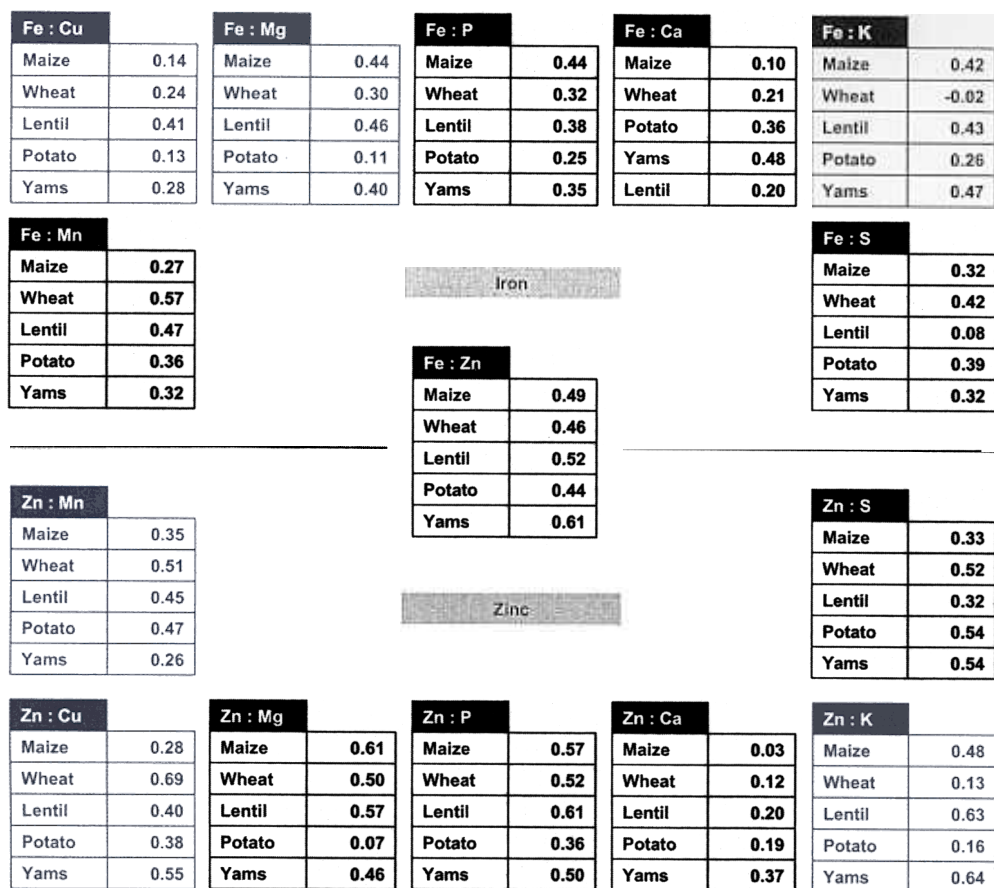 Fe : Cu
Maize 0.14
Wheat 0.24
Lentil 0.41
Potato 0.13
Yams 0.28
Fe : Mg
Maize 0.44
Wheat 0.30
Lentil 0.46
Potato 0.11
Yams 0.40
Fe : P
Maize 0.44
Wheat 0.32
Lentil 0.38
Potato 0.25
Yams 0.35
Fe : Ca
Maize 0.10
Wheat 0.21
Potato 0.36
Yams 0.48
Lentil 0.20
Fe : K
Maize 0.42
Wheat -0.02
Lentil 0.43
Potato 0.26
Yams 0.47
Fe : Mn
Maize 0.27
Wheat 0.57
Lentil 0.47
Potato 0.36
Yams 0.32
Iron
Fe : S
Maize 0.32
Wheat 0.42
Lentil 0.08
Potato 0.39
Yams 0.32
Fe : Zn
Maize 0.49
Wheat 0.46
Lentil 0.52
Potato 0.44
Yams 0.61
Zn : Mn
Maize 0.35
Wheat 0.51
Lentil 0.45
Potato 0.47
Yams 0.26
Zinc
Zn : S
Maize 0.33
Wheat 0.52
Lentil 0.32
Potato 0.54
Yams 0.54
Zn : Cu
Maize 0.28
Wheat 0.69
Lentil 0.40
Potato 0.38
Yams 0.55
Zn : Mg
Maize 0.61
Wheat 0.50
Lentil 0.57
Potato 0.07
Yams 0.46
Zn : P
Maize 0.57
Wheat 0.52
Lentil 0.61
Potato 0.36
Yams 0.50
Zn : Ca
Maize 0.03
Wheat 0.12
Lentil 0.20
Potato 0.19
Yams 0.37
Zn : K
Maize 0.48
Wheat 0.13
Lentil 0.63
Potato 0.16
Yams 0.64